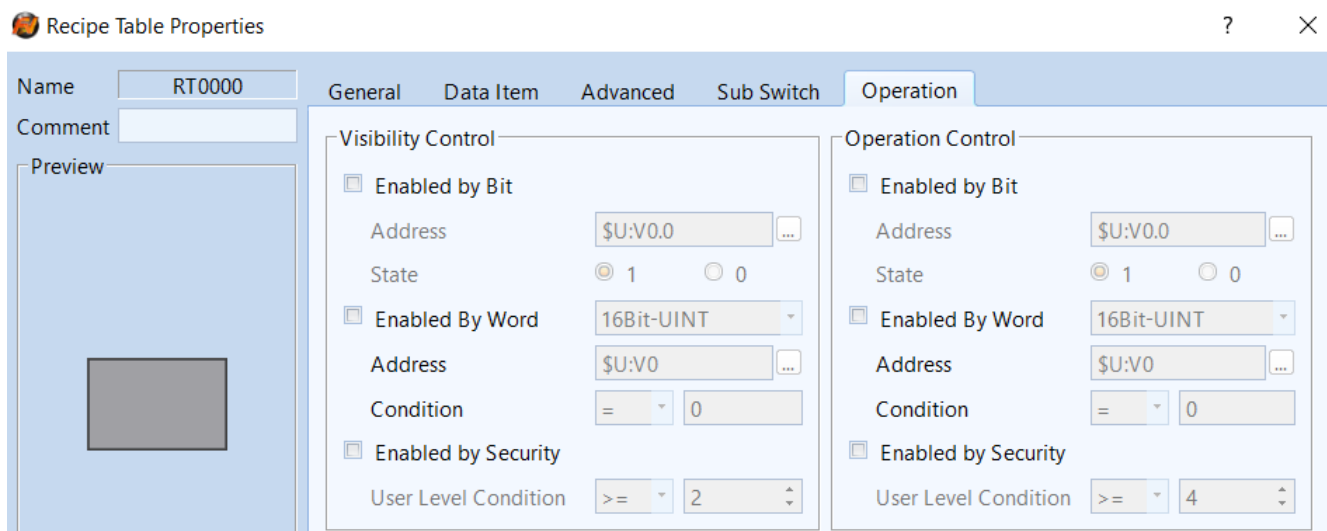 Recipe Table Properties ? ×
Name RT0000
Comment
Preview
General Data Item Advanced Sub Switch Operation
Visibility Control
Enabled by Bit
Address $U:V0.0 ...
State 1 0
Enabled By Word 16Bit-UINT
Address $U:V0 ...
Condition = 0
Enabled by Security
User Level Condition >= 2
Operation Control
Enabled by Bit
Address $U:V0.0 ...
State 1 0
Enabled By Word 16Bit-UINT
Address $U:V0 ...
Condition = 0
Enabled by Security
User Level Condition >= 4